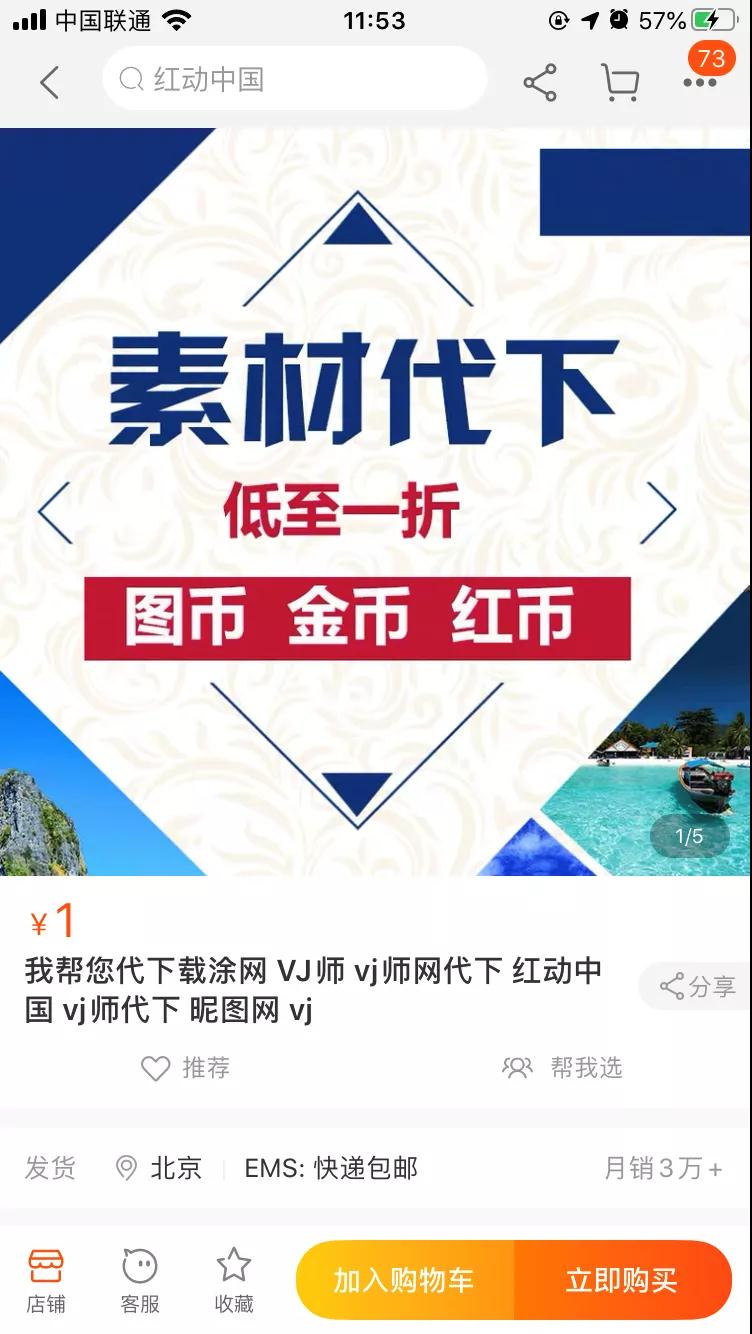 中国联通
11:53
57%
红动中国
73
素材代下
低至一折
图币 金币 红币
1/5
¥1
我帮您代下载涂网 VJ师 vj师网代下 红动中
国 vj师代下 昵图网 vj
分享
推荐
帮我选
发货 北京 EMS: 快递包邮 月销3万+
店铺
客服
收藏
加入购物车
立即购买